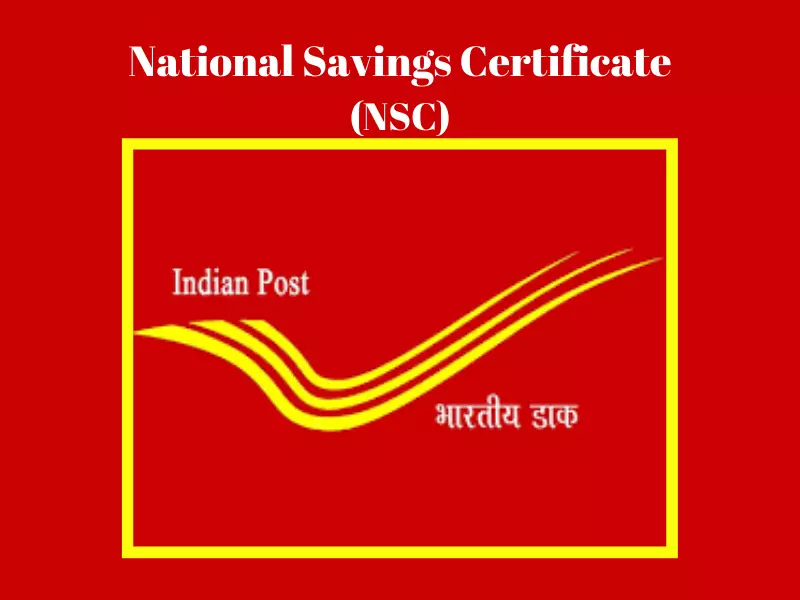 National Savings Certificate
(NSC)
Indian Post
भारतीय डाक